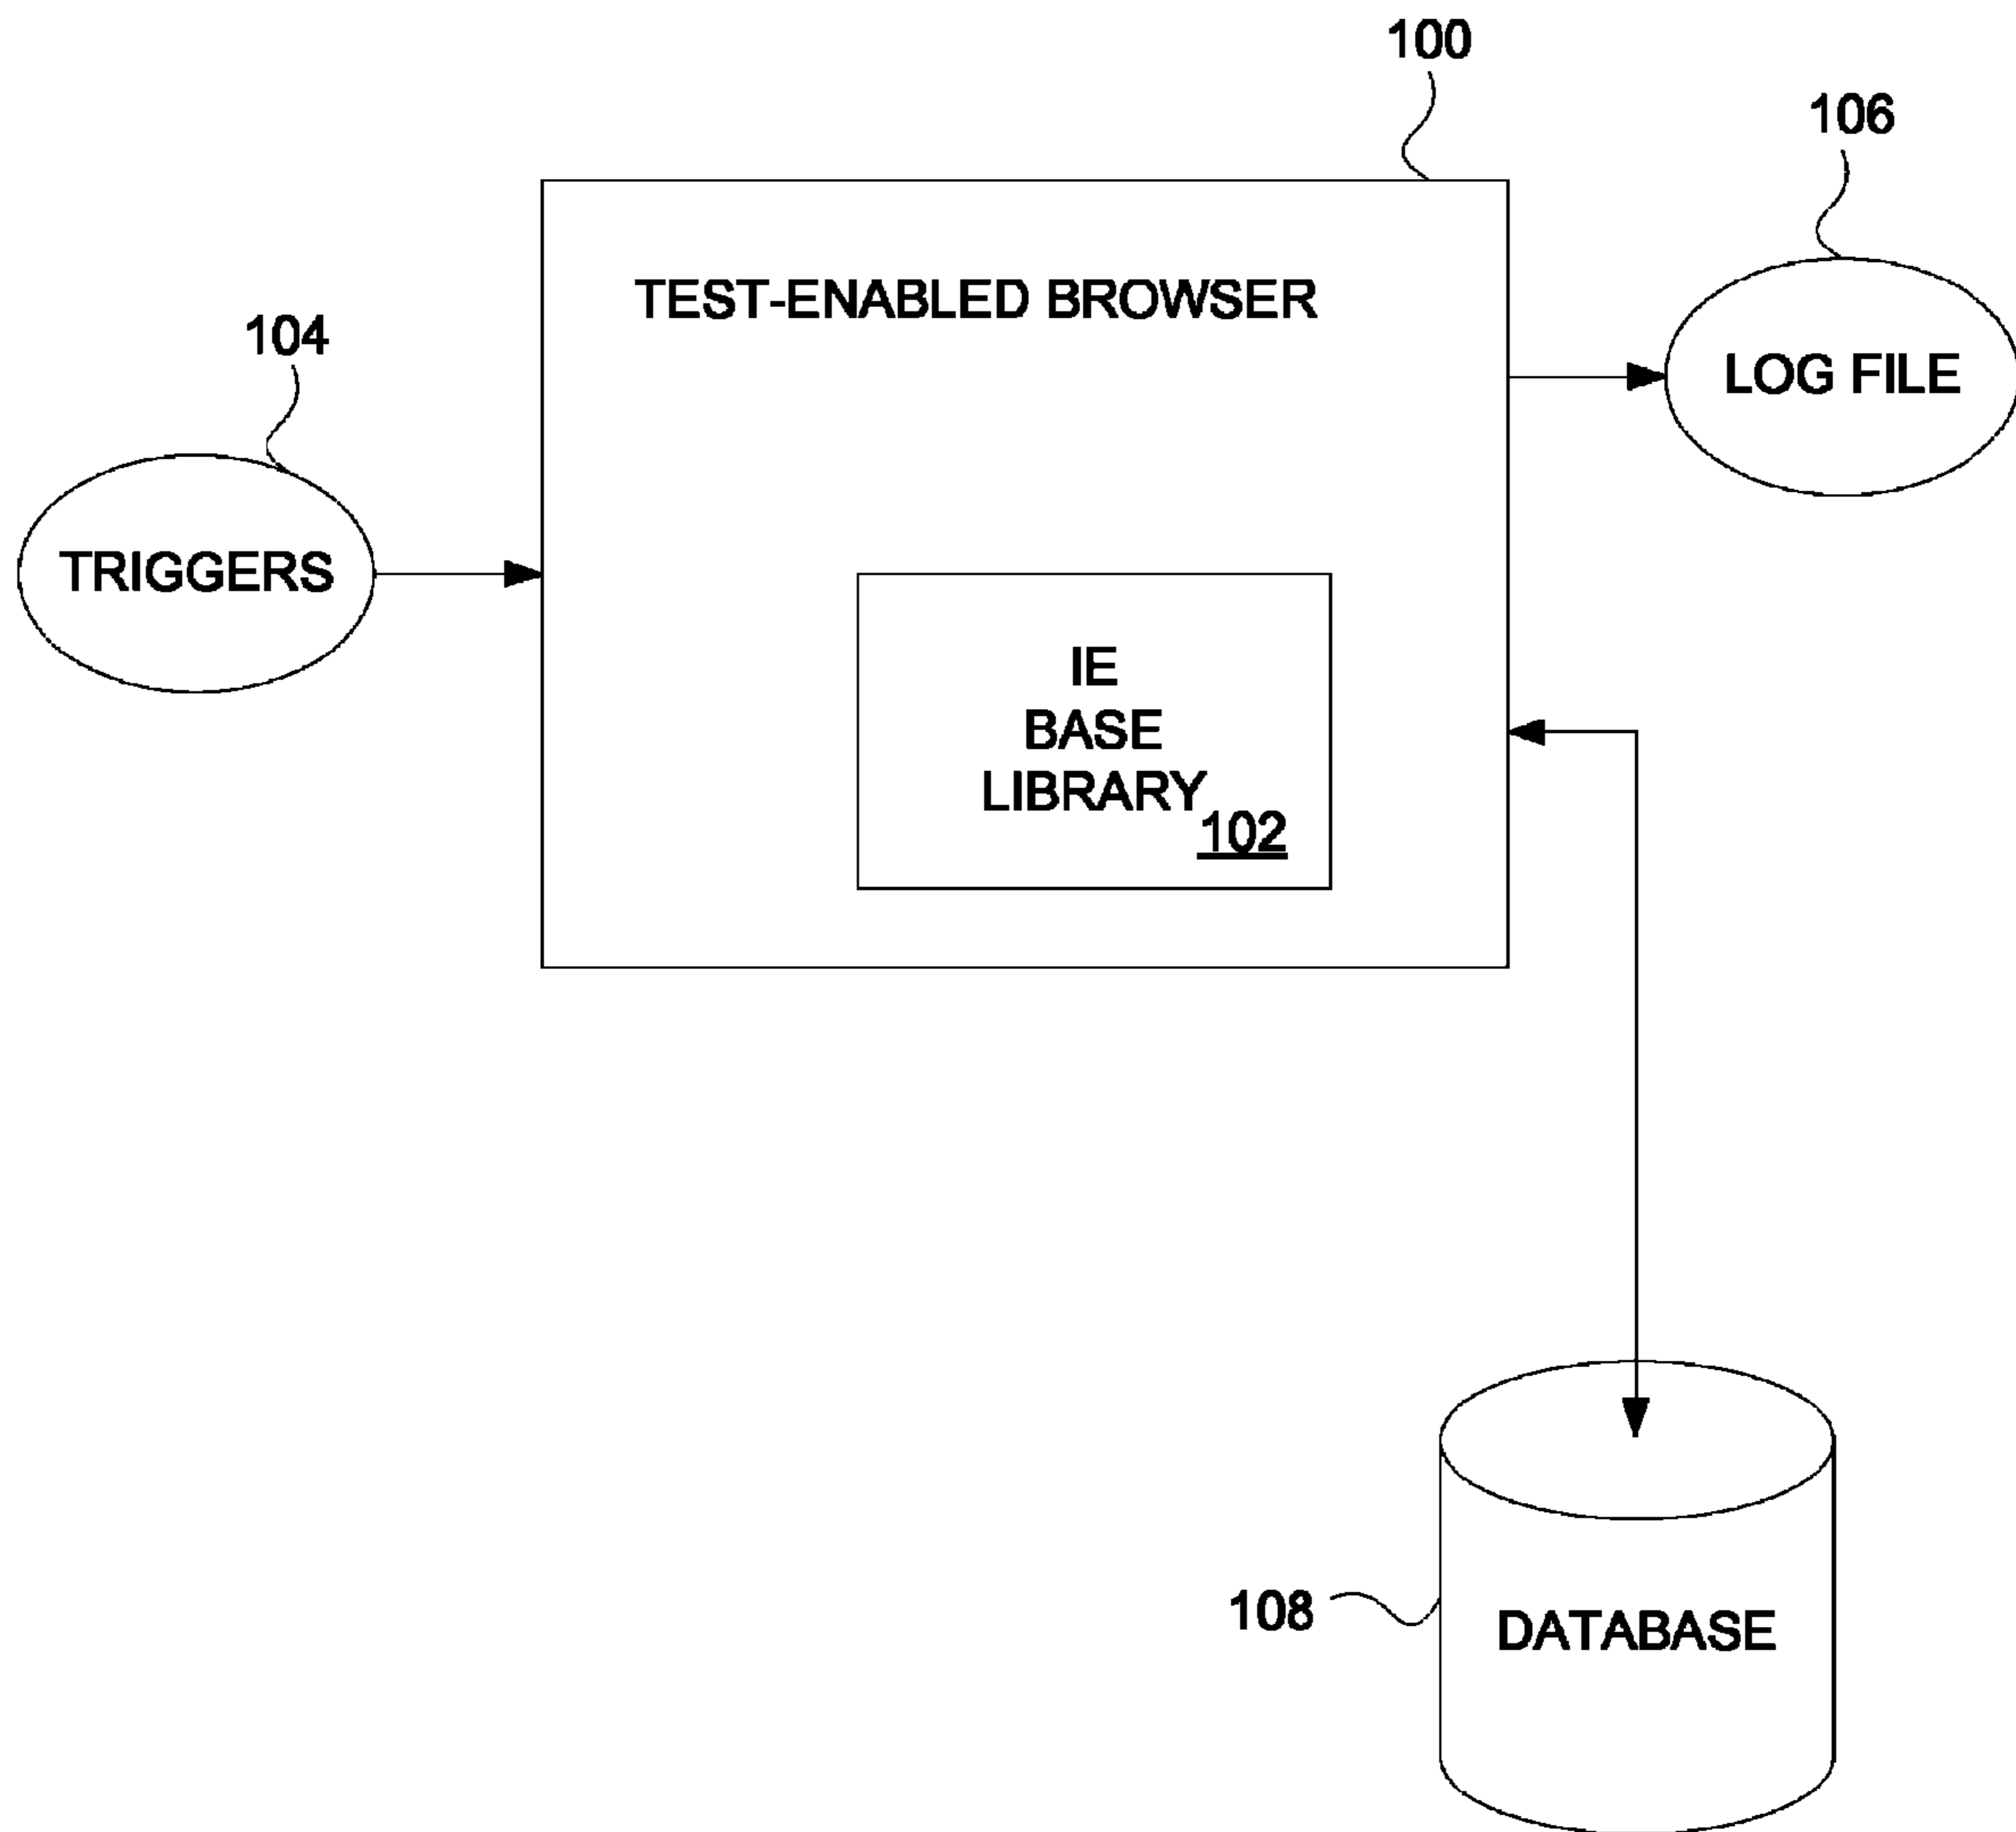 100
106
TEST-ENABLED BROWSER
104
LOG FILE
TRIGGERS
IE
BASE
LIBRARY
102
108
DATABASE